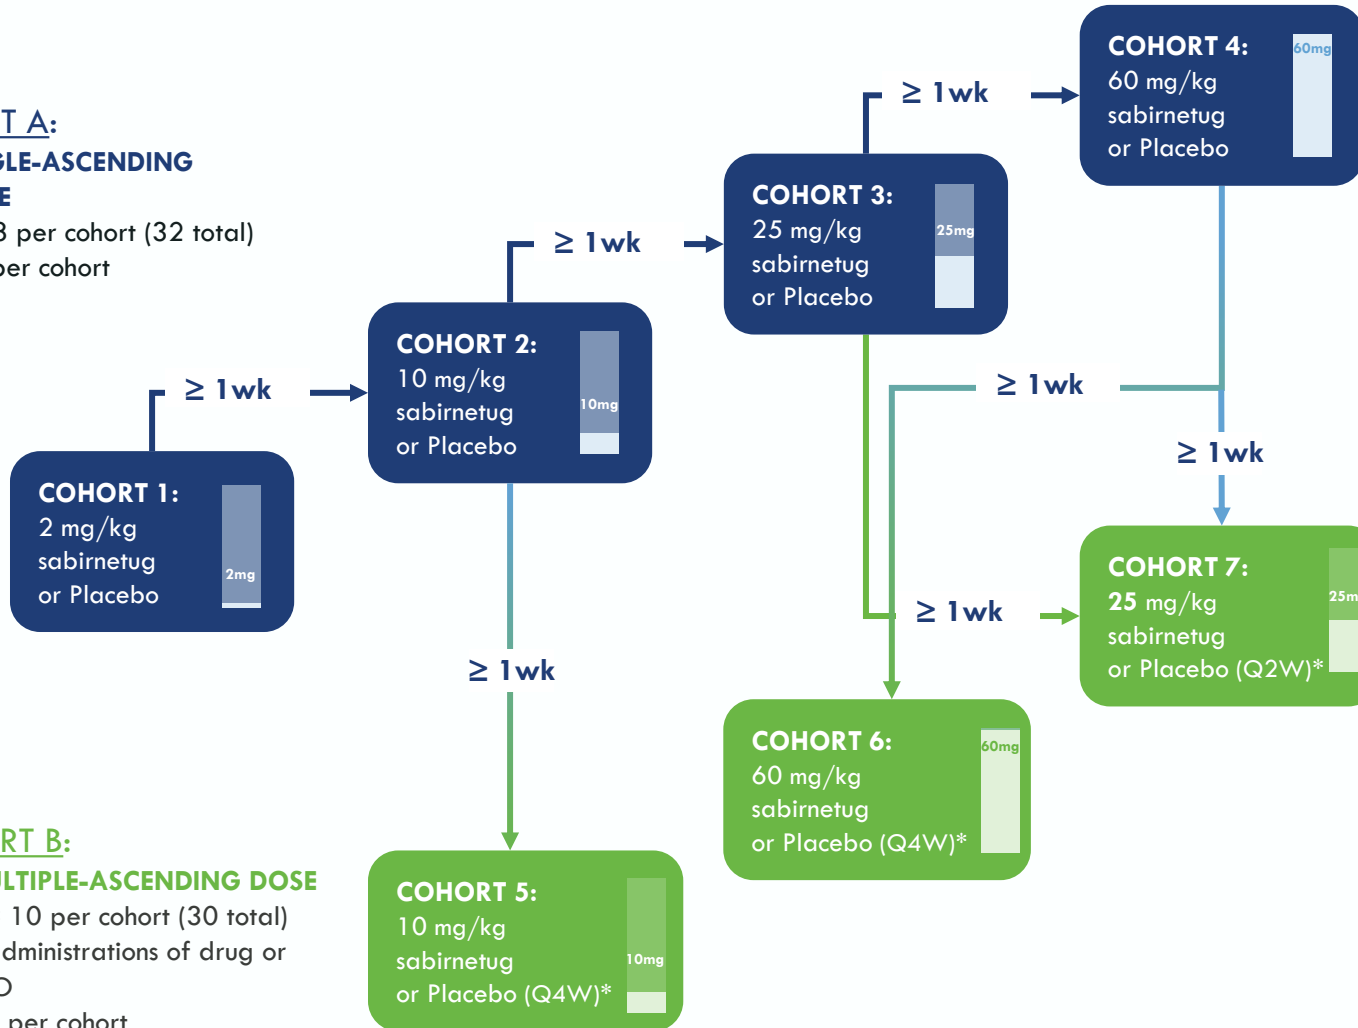 T A:
GLE-ASCENDING
E
8 per cohort (32 total)
per cohort
COHORT 1:
2 mg/kg
sabirnetug
or Placebo
2mg
≥ 1wk
COHORT 2:
10 mg/kg
sabirnetug
or Placebo
10mg
≥ 1wk
COHORT 3:
25 mg/kg
sabirnetug
or Placebo
25mg
≥ 1wk
COHORT 4:
60 mg/kg
sabirnetug
or Placebo
60mg
≥ 1wk
≥ 1wk
≥ 1wk
≥ 1wk
RT B:
ULTIPLE-ASCENDING DOSE
10 per cohort (30 total)
dministrations of drug or
O
per cohort
COHORT 5:
10 mg/kg
sabirnetug
or Placebo (Q4W)*
10mg
COHORT 6:
60 mg/kg
sabirnetug
or Placebo (Q4W)*
60mg
COHORT 7:
25 mg/kg
sabirnetug
or Placebo (Q2W)*
25m